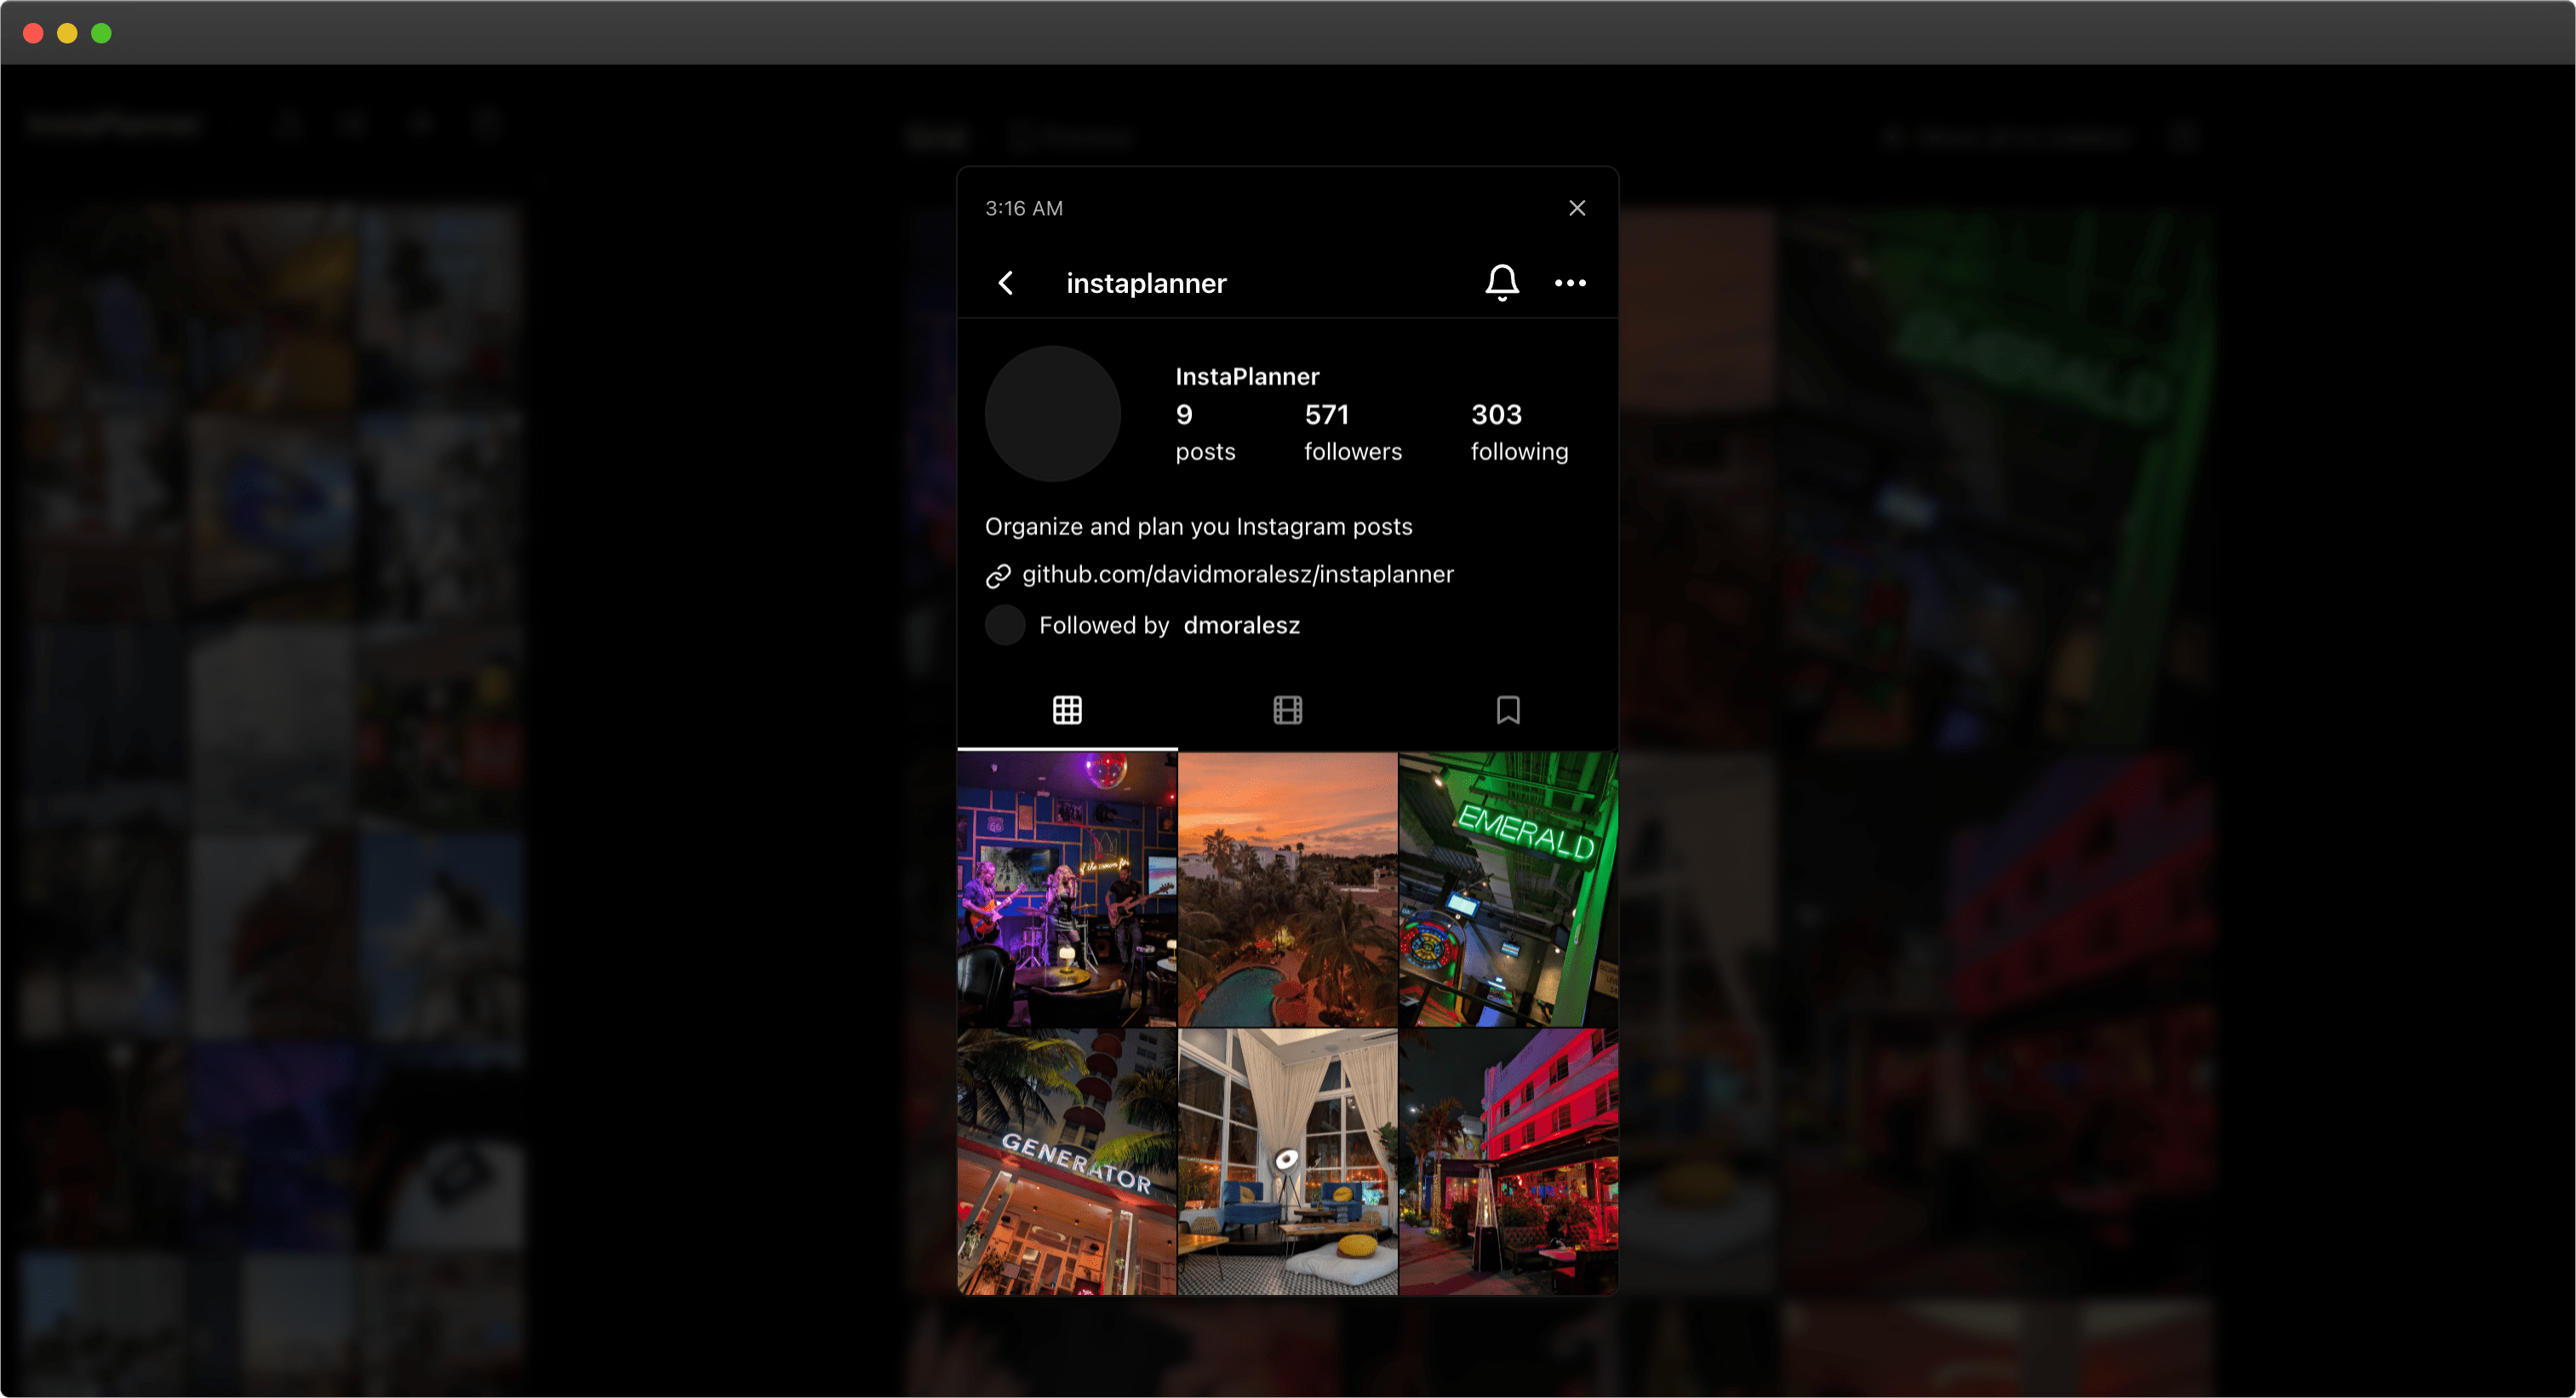 3:16 AM
instaplanner
InstaPlanner
9 571 303
posts followers following
Organize and plan you Instagram posts
github.com/davidmoralesz/instaplanner
Followed by dmoralesz
EMERALD
GENERATOR